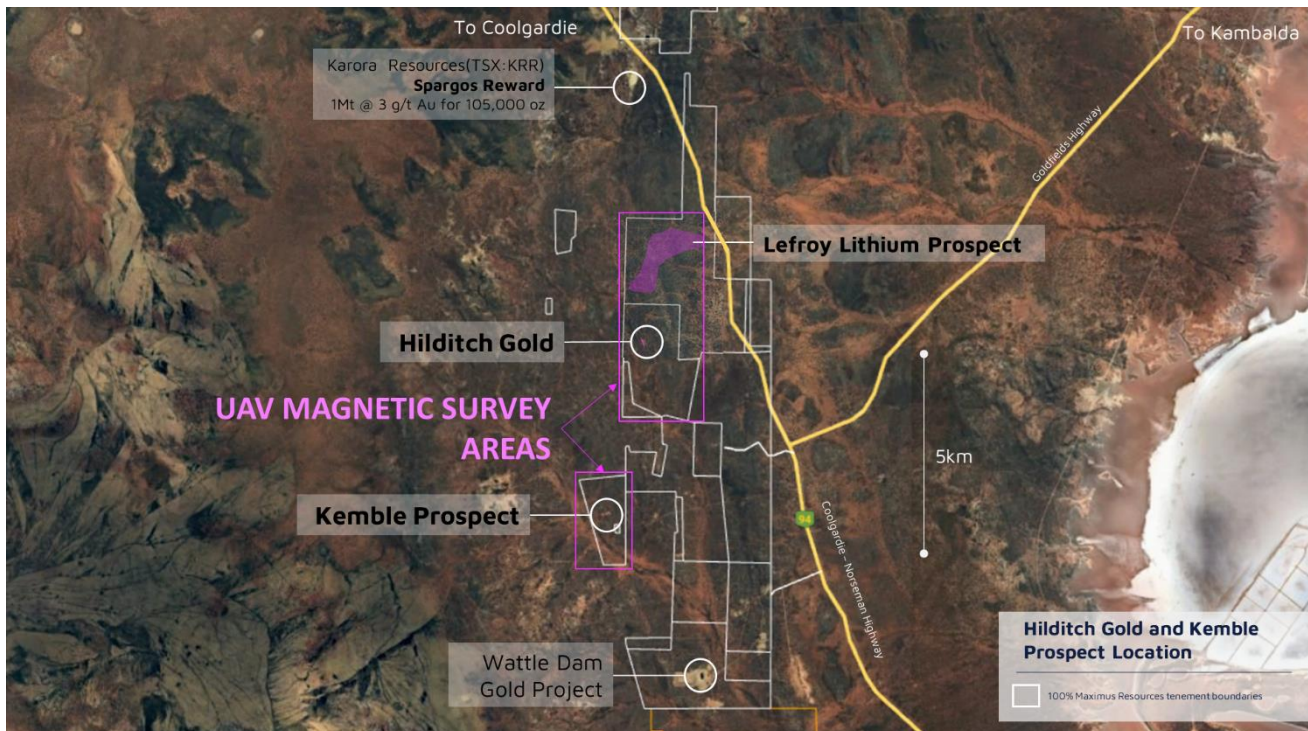 To Coolgardie
To Kambalda
Karora Resources(TSX:KRR)
Spargos Reward
1Mt @ 3 g/t Au for 105,000 oz
Goldfields Highway
Lefroy Lithium Prospect
Hilditch Gold
UAV MAGNETIC SURVEY
AREAS
5km
Kemble Prospect
94
Coolgardie - Norseman Highway
Wattle Dam
Gold Project
Hilditch Gold and Kemble
Prospect Location
100% Maximus Resources tenement boundaries